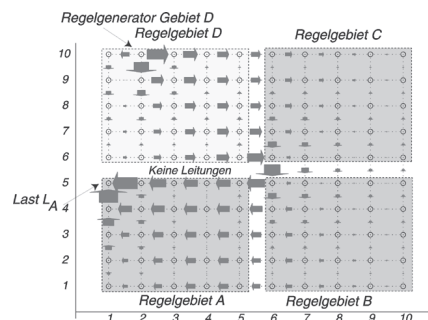 Regelgenerator Gebiet D
Regelgebiet D Regelgebiet C
10
9
8
7
6
Keine Leitungen
5
Last LA
4
3
2
1
Regelgebiet A Regelgebiet B
1 2 3 4 5 6 7 8 9 10